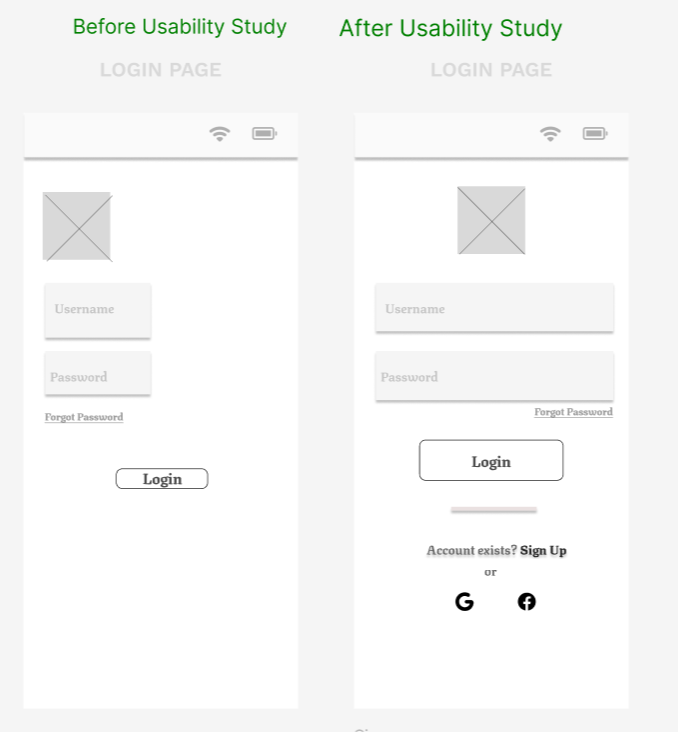 Before Usability Study
After Usability Study
LOGIN PAGE
LOGIN PAGE
Username
Password
Forgot Password
Login
Username
Password
Forgot Password
Login
Account exists? Sign Up
or